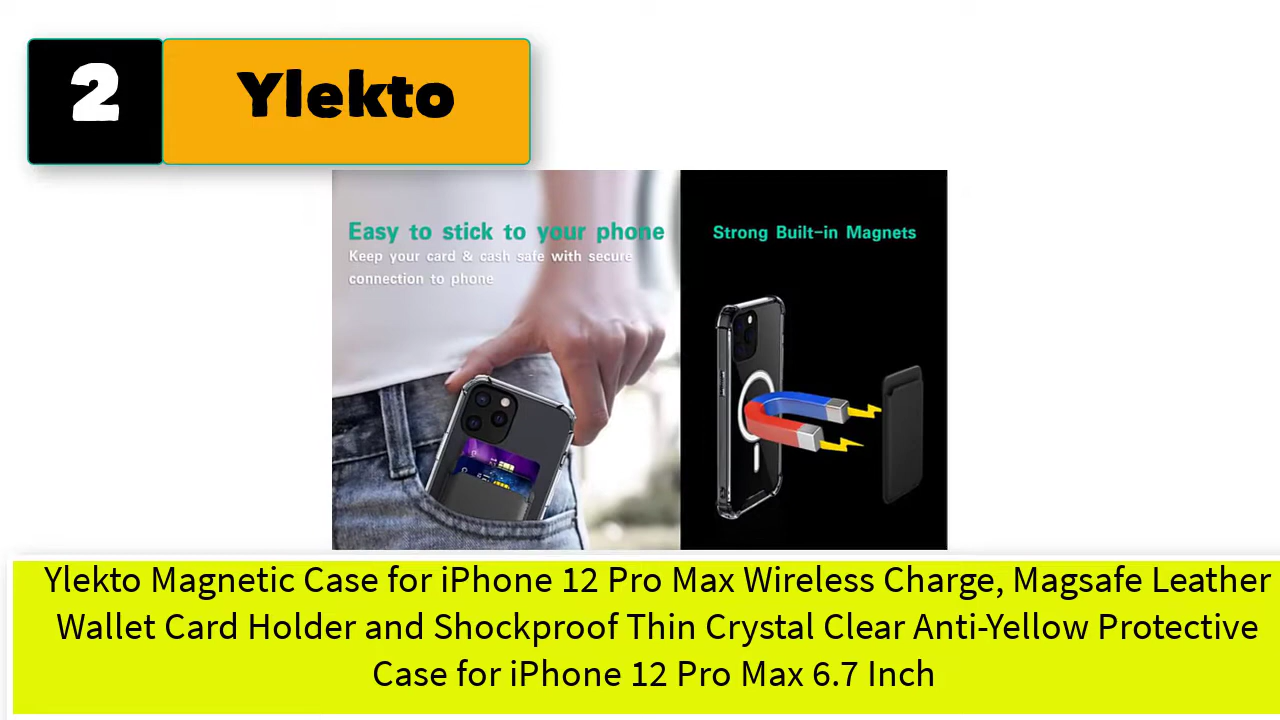 2
Ylekto
Easy to stick to your phone
Keep your card & cash safe with secure
connection to phone
Strong Built-in Magnets
Ylekto Magnetic Case for iPhone 12 Pro Max Wireless Charge, Magsafe Leather
Wallet Card Holder and Shockproof Thin Crystal Clear Anti-Yellow Protective
Case for iPhone 12 Pro Max 6.7 Inch